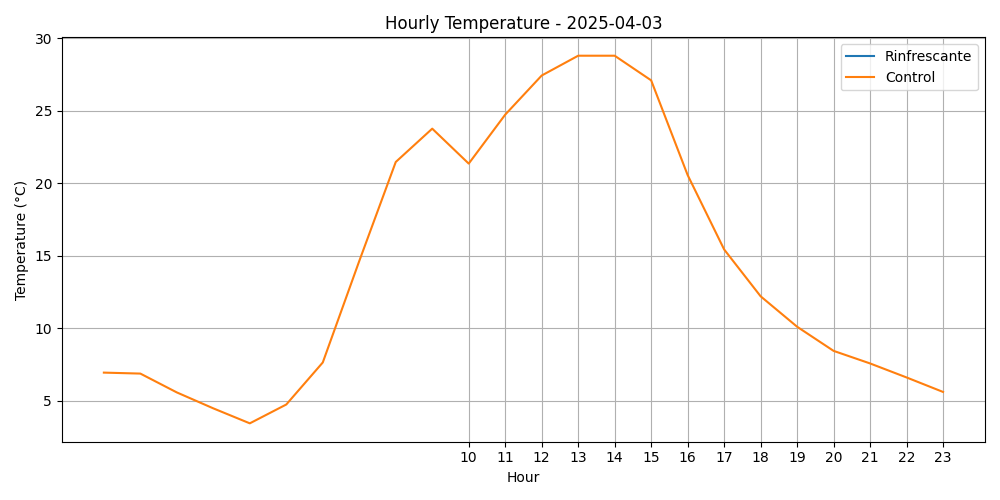 Hourly Temperature - 2025-04-03
Rinfrescante
Control
Temperature (°C)
30
25
20
15
10
5
10 11 12 13 14 15 16 17 18 19 20 21 22 23
Hour